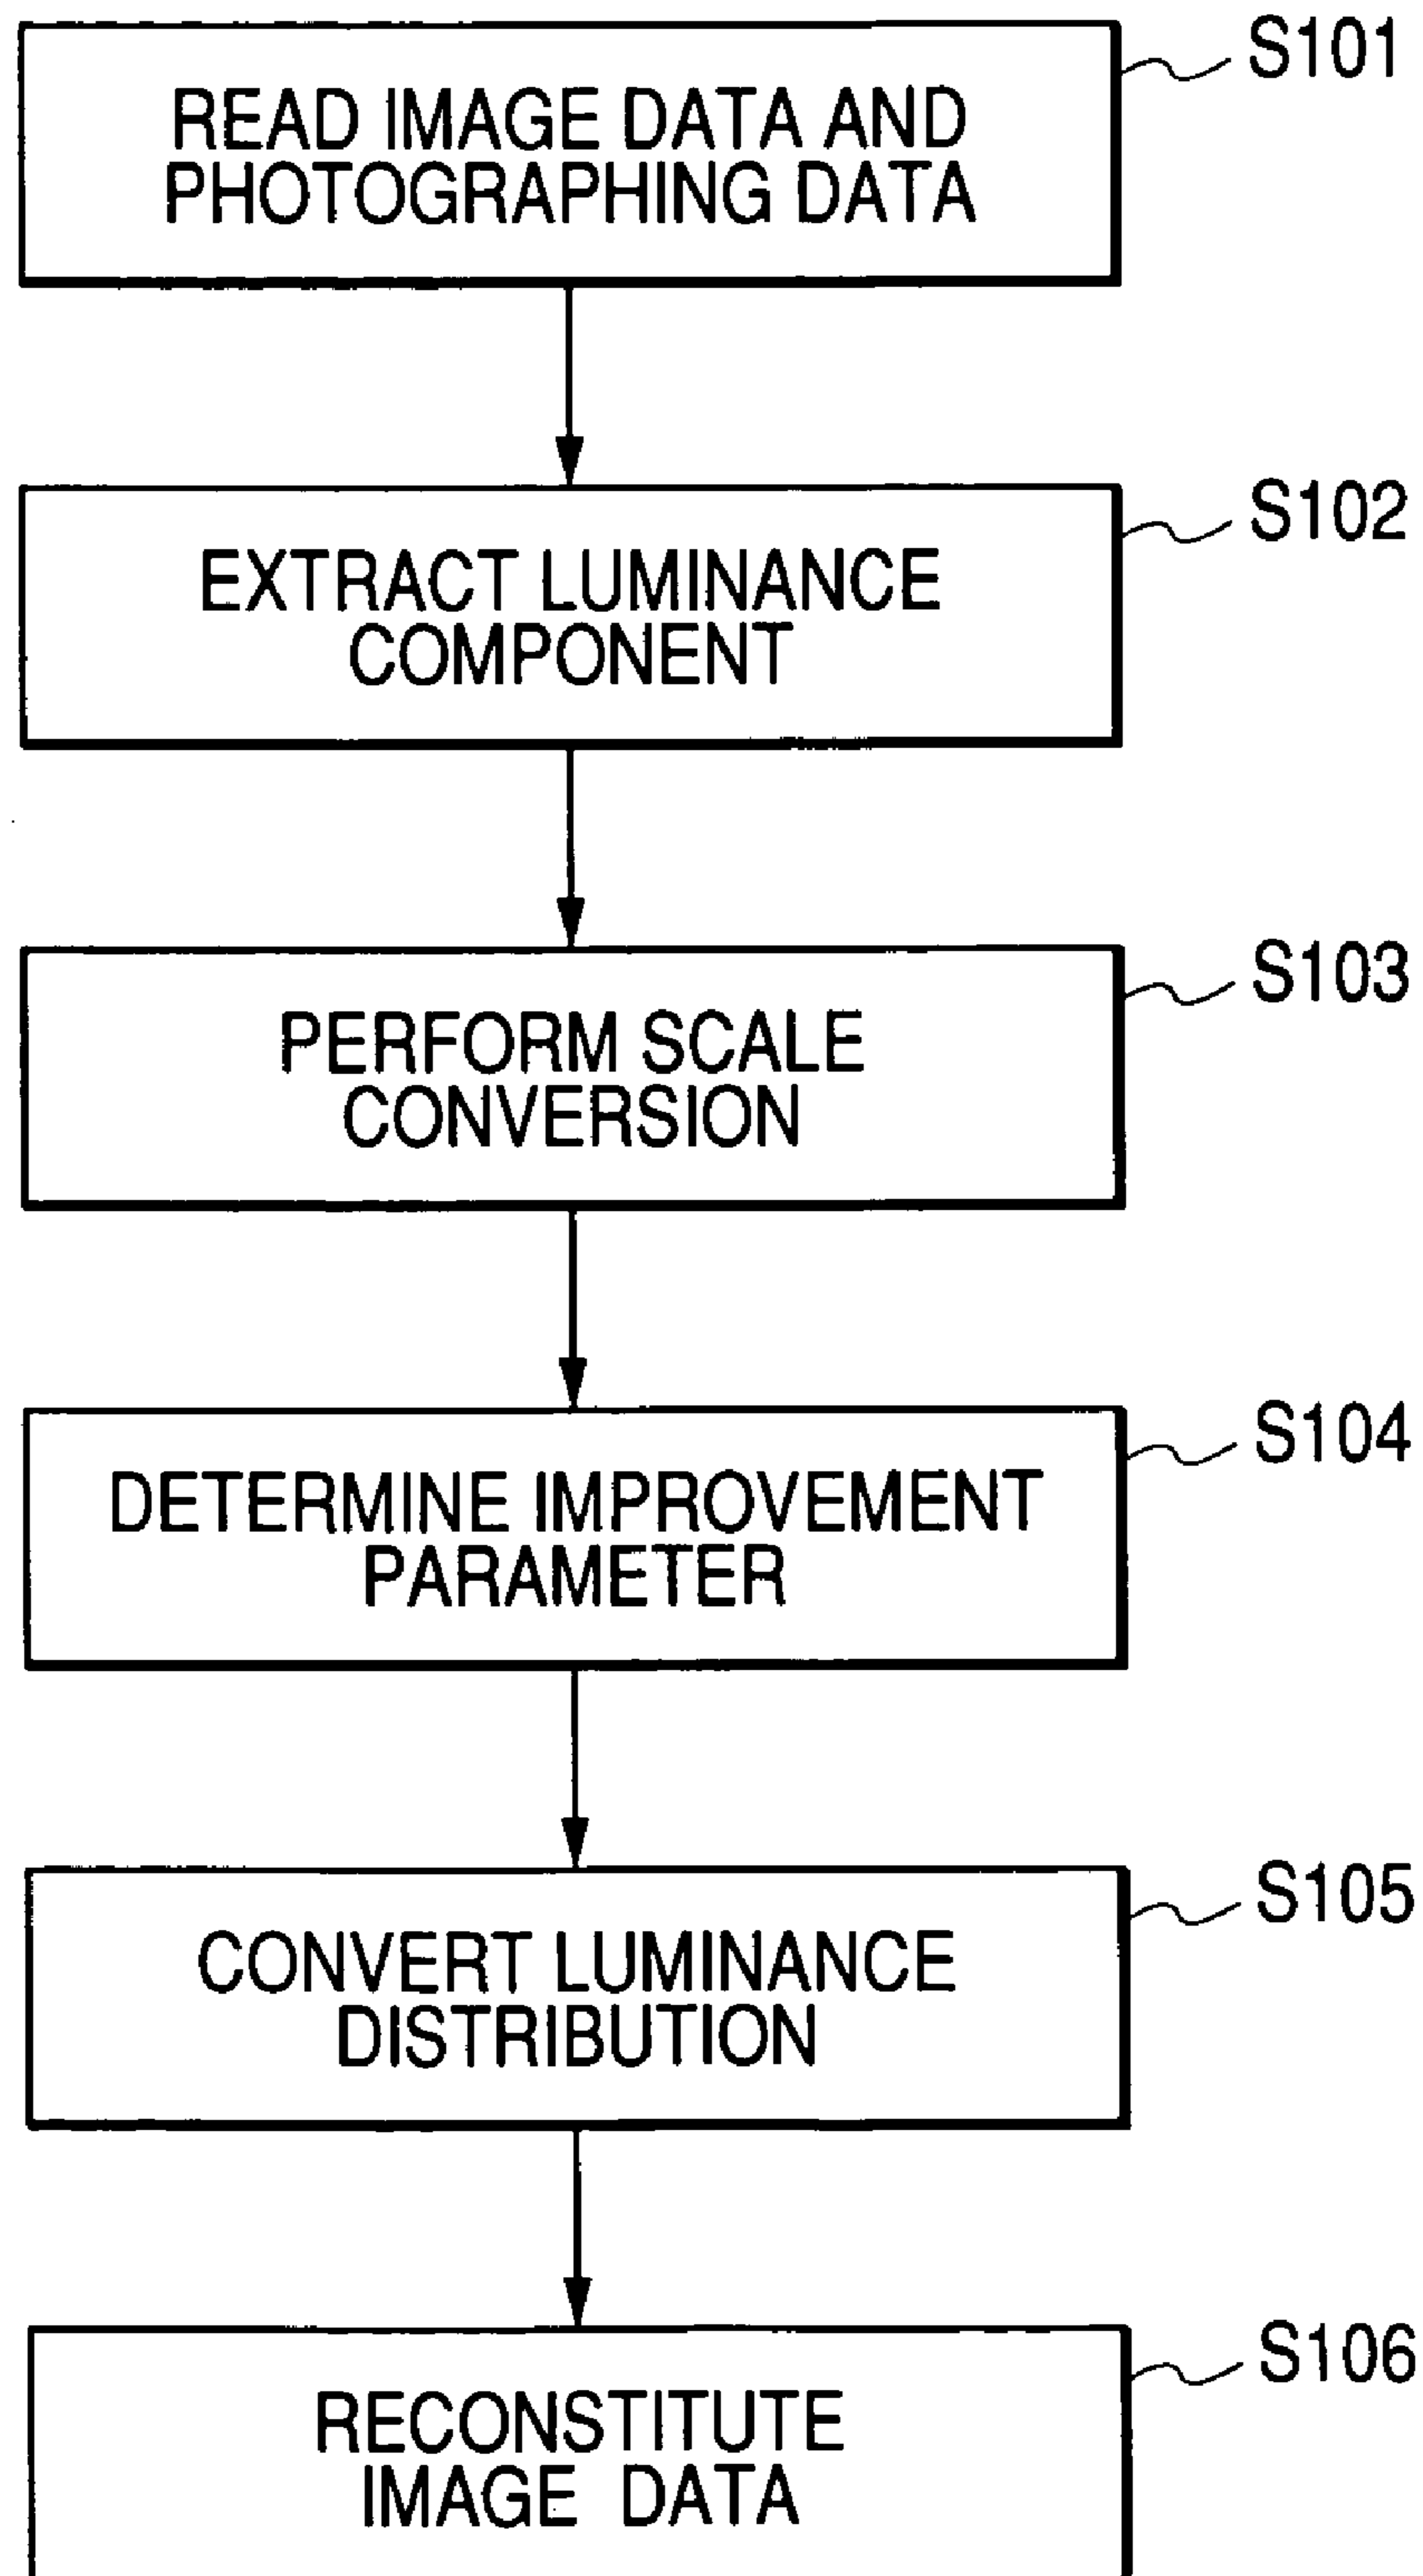 S101
READ IMAGE DATA AND
PHOTOGRAPHING DATA
S102
EXTRACT LUMINANCE
COMPONENT
S103
PERFORM SCALE
CONVERSION
S104
DETERMINE IMPROVEMENT
PARAMETER
S105
CONVERT LUMINANCE
DISTRIBUTION
S106
RECONSTITUTE
IMAGE DATA